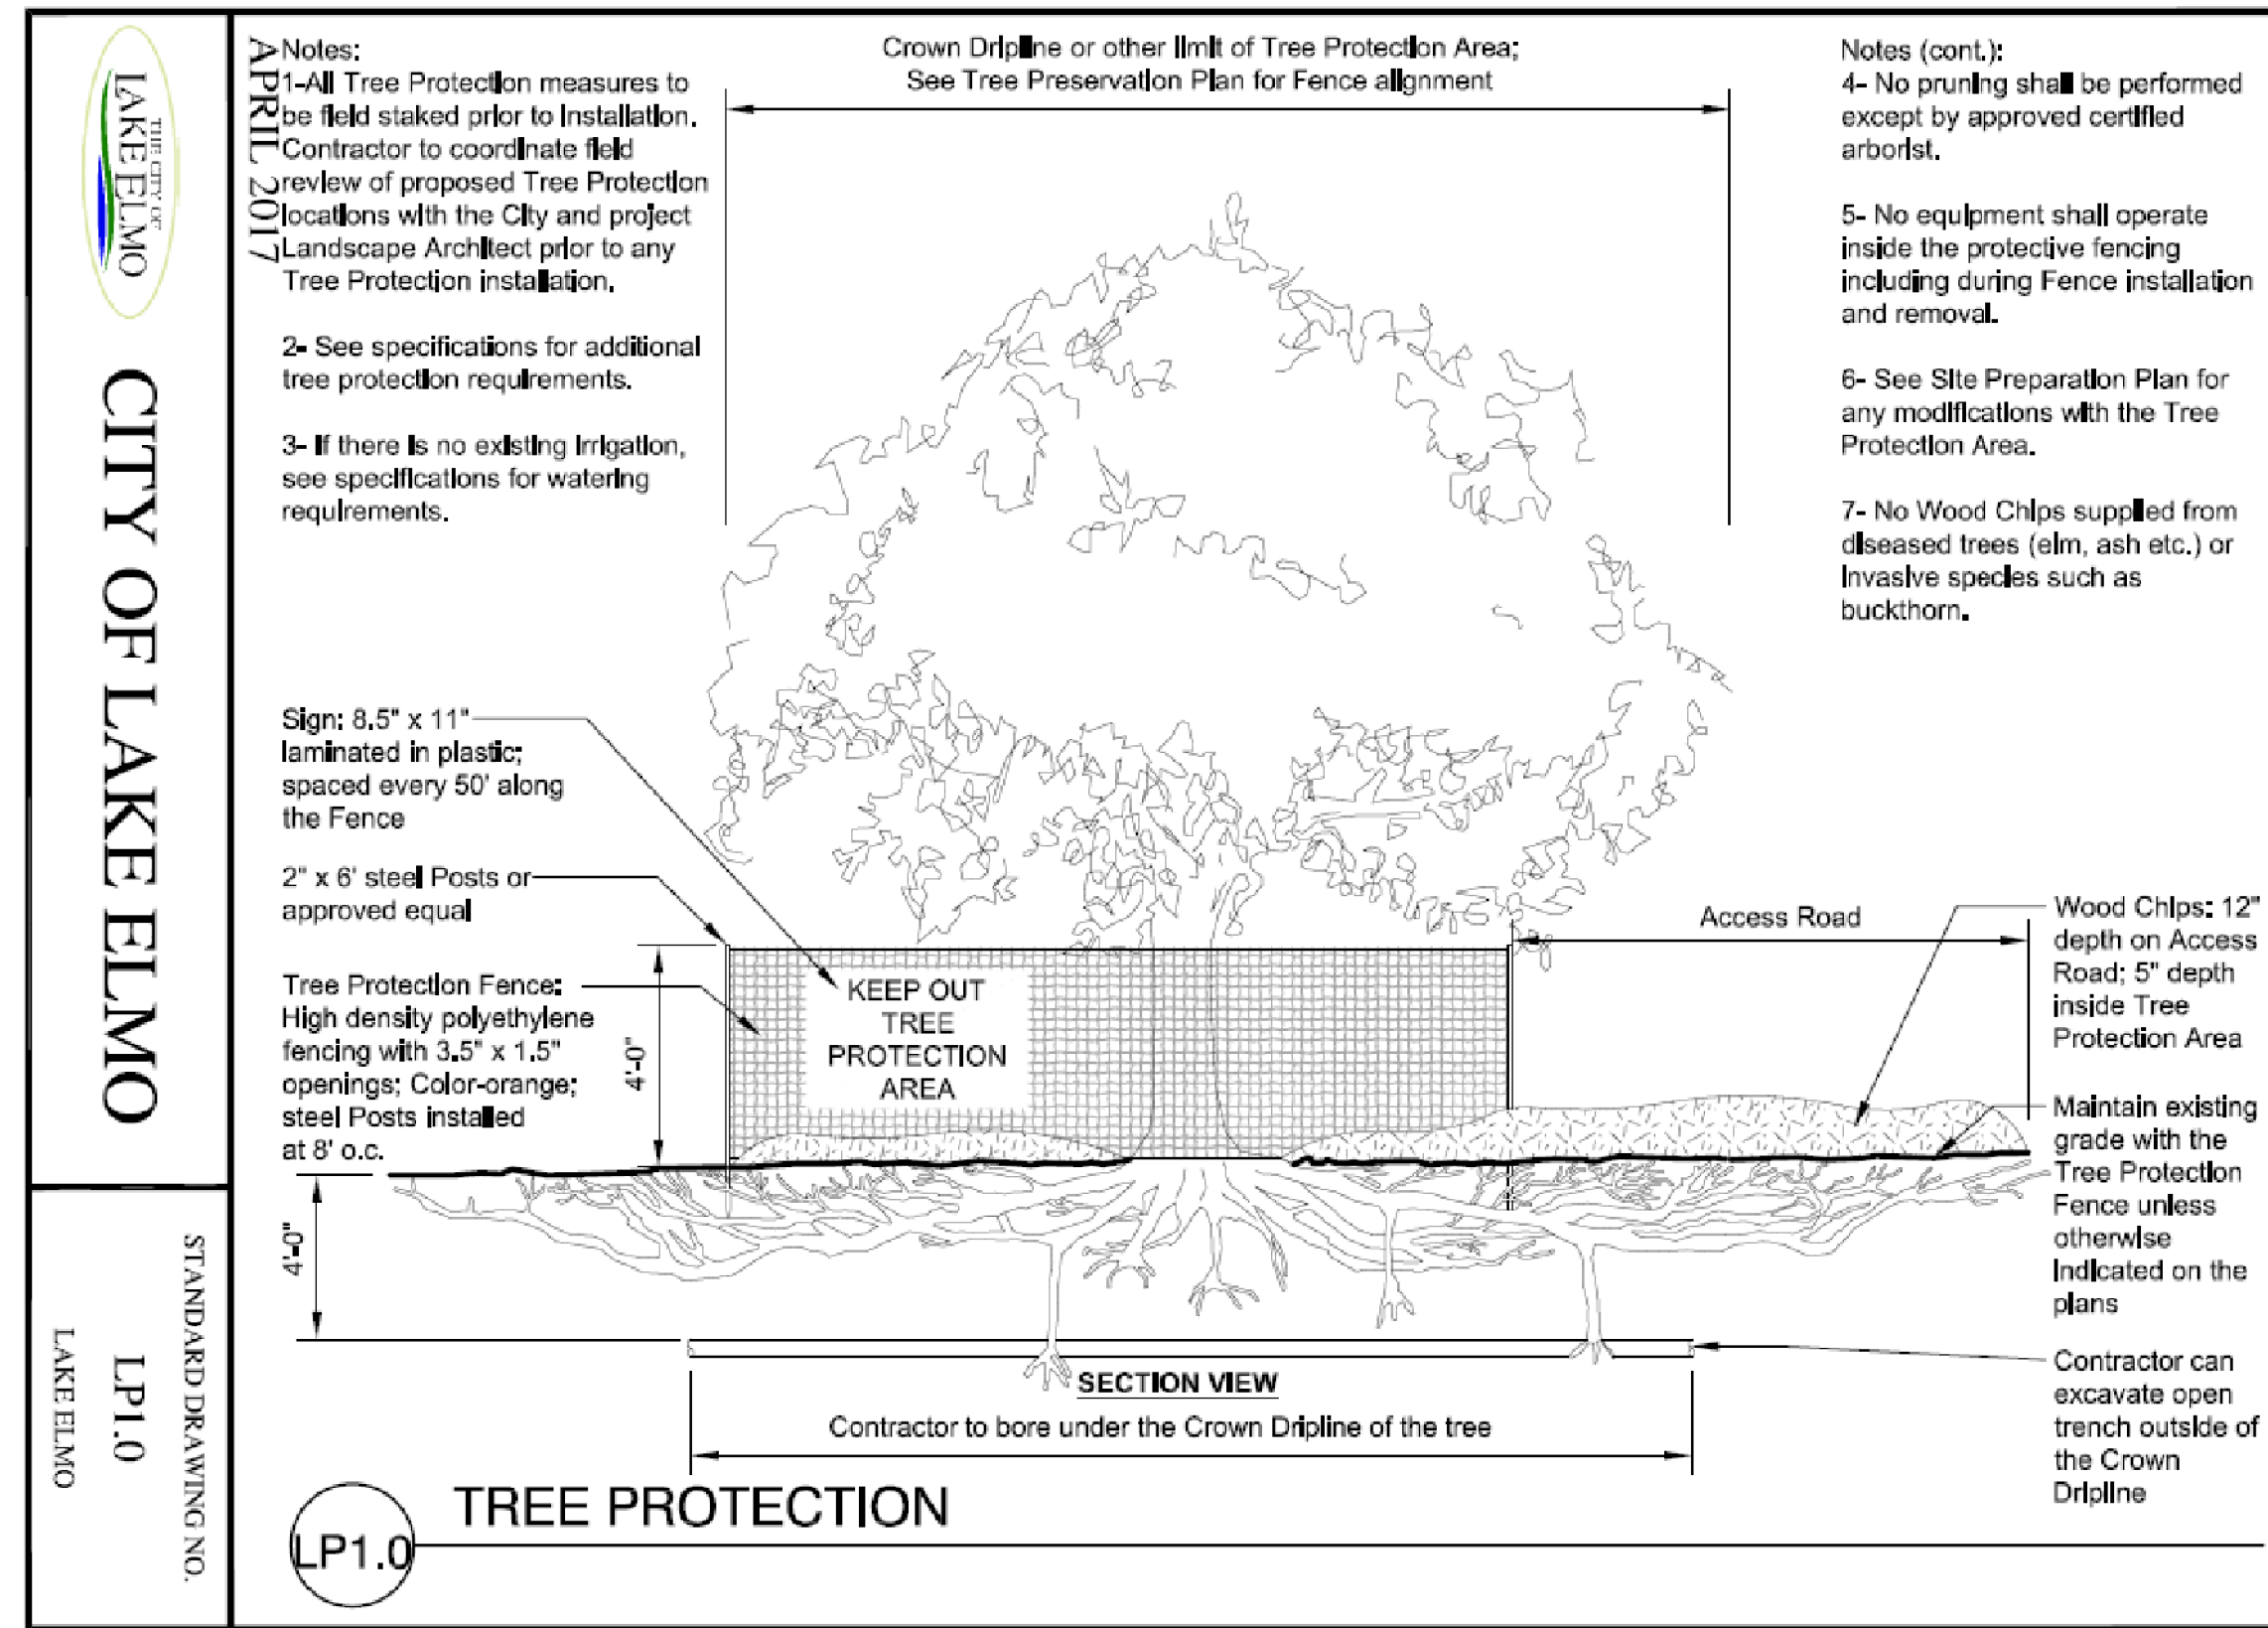 THE CITY OF
LAKE ELMO
CITY OF LAKE ELMO
STANDARD DRAWING NO.
LP1.0
LAKE ELMO
APRIL 2017
Notes:
1-All Tree Protection measures to
be field staked prior to installation.
Contractor to coordinate field
review of proposed Tree Protection
locations with the City and project
Landscape Architect prior to any
Tree Protection installation.
2- See specifications for additional
tree protection requirements.
3- If there is no existing irrigation,
see specifications for watering
requirements.
Crown Dripline or other limit of Tree Protection Area;
See Tree Preservation Plan for Fence alignment
Notes (cont.):
4- No pruning shall be performed
except by approved certified
arborist.
5- No equipment shall operate
inside the protective fencing
including during Fence installation
and removal.
6- See Site Preparation Plan for
any modifications with the Tree
Protection Area.
7- No Wood Chips supplied from
diseased trees (elm, ash etc.) or
invasive species such as
buckthorn.
Sign: 8.5" x 11"
laminated in plastic;
spaced every 50' along
the Fence
2" x 6' steel Posts or
approved equal
Tree Protection Fence:
High density polyethylene
fencing with 3.5" x 1.5"
openings; Color-orange;
steel Posts installed
at 8' o.c.
4'-0"
4'-0"
KEEP OUT
TREE
PROTECTION
AREA
Access Road
Wood Chips: 12"
depth on Access
Road; 5" depth
inside Tree
Protection Area
Maintain existing
grade with the
Tree Protection
Fence unless
otherwise
indicated on the
plans
Contractor can
excavate open
trench outside of
the Crown
Dripline
SECTION VIEW
Contractor to bore under the Crown Dripline of the tree
LP1.0
TREE PROTECTION